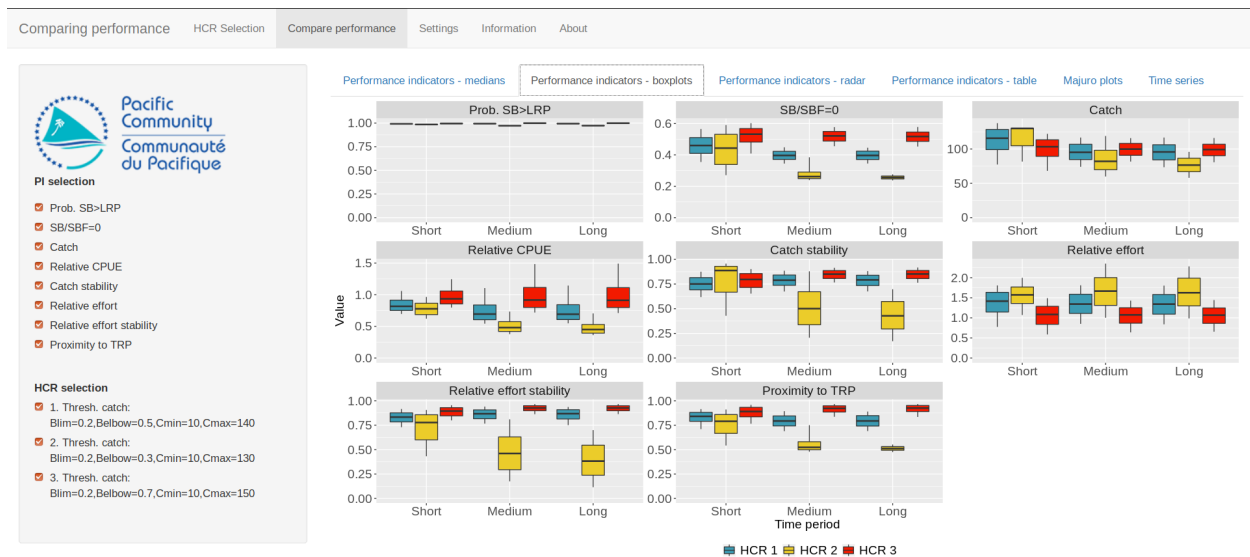 Comparing performance HCR Selection Compare performance Settings Information About
Pacific
Community
Communauté
du Pacifique
PI selection
Prob. SB>LRP
SB/SBF=0
Catch
Relative CPUE
Catch stability
Relative effort
Relative effort stability
Proximity to TRP
HCR selection
1. Thresh. catch:
Blim=0.2,Belbow=0.5,Cmin=10,Cmax=140
2. Thresh. catch:
Blim=0.2,Belbow=0.3,Cmin=10,Cmax=130
3. Thresh. catch:
Blim=0.2,Belbow=0.7,Cmin=10,Cmax=150
Performance indicators - medians Performance indicators - boxplots Performance indicators - radar Performance indicators - table Majuro plots Time series
Prob. SB>LRP
1.00
0.75
0.50
0.25
0.00
Short Medium Long
SB/SBF=0
0.6
0.4
0.2
0.0
Short Medium Long
Catch
100
50
0
Short Medium Long
Relative CPUE
1.5
1.0
0.5
0.0
Short Medium Long
Catch stability
1.00
0.75
0.50
0.25
0.00
Short Medium Long
Relative effort
2.0
1.5
1.0
0.5
0.0
Short Medium Long
Relative effort stability
1.00
0.75
0.50
0.25
0.00
Short Medium Long
Proximity to TRP
1.00
0.75
0.50
0.25
0.00
Short Medium Long
Value
Time period
HCR 1 HCR 2 HCR 3